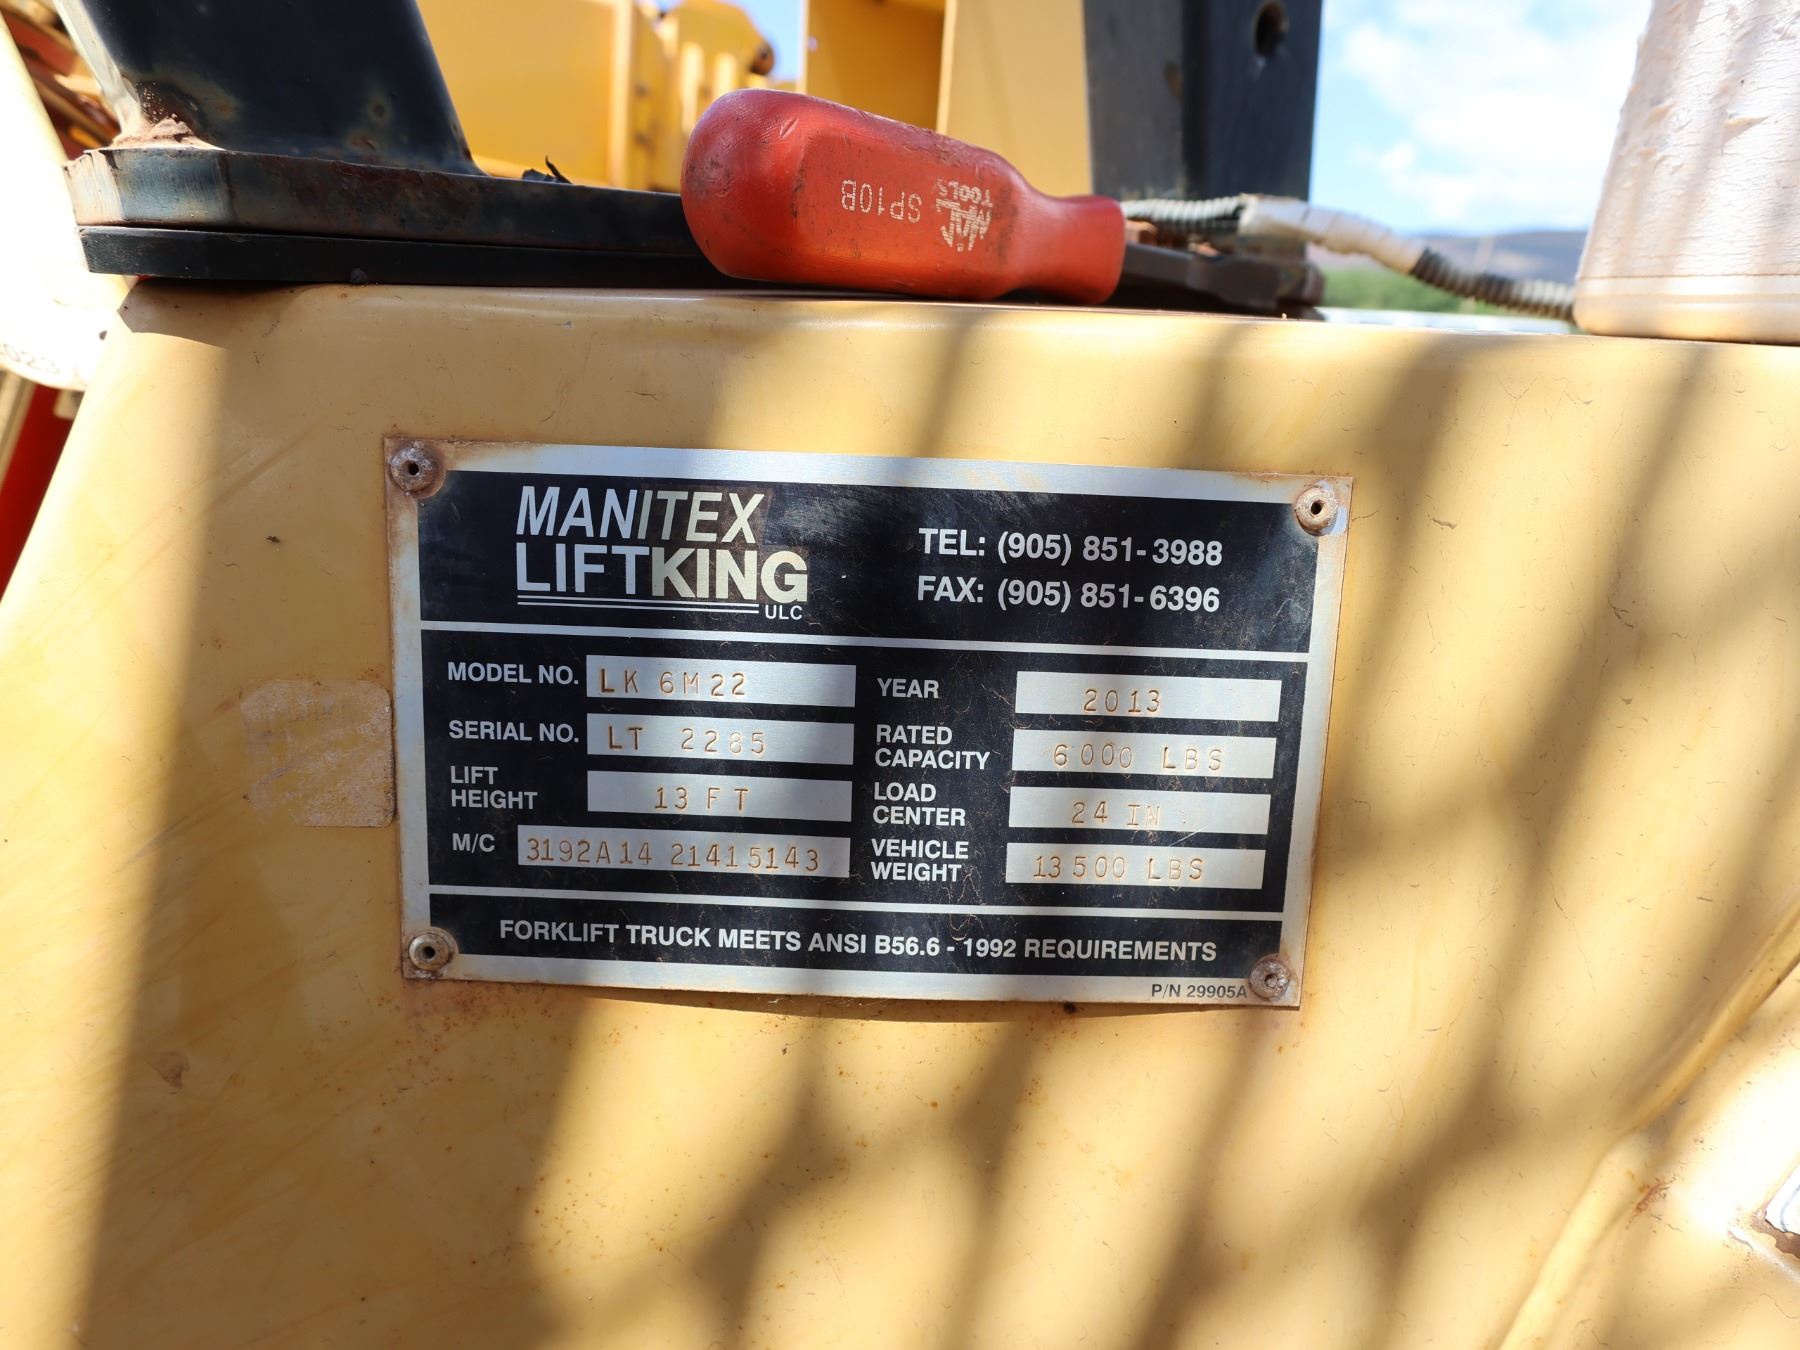 SP10B
MAC
TOOLS
023
MANITEX
LIFTKING
ULC
TEL: (905) 851-3988
FAX: (905) 851-6396
MODEL NO. LK 6M22
YEAR 2013
SERIAL NO. LT 2285
RATED
CAPACITY 6000 LBS
LIFT
HEIGHT 13 FT
LOAD
CENTER 24 IN
M/C 3192A14 21415143
VEHICLE
WEIGHT 13500 LBS
FORKLIFT TRUCK MEETS ANSI B56.6 - 1992 REQUIREMENTS
P/N 29905A